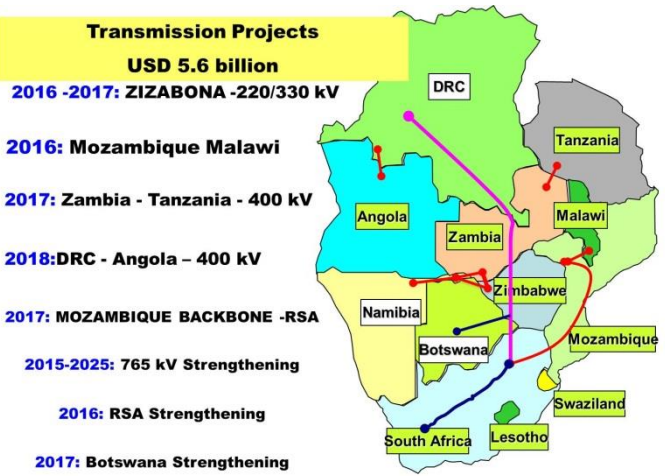 Transmission Projects
USD 5.6 billion
2016 -2017: ZIZABONA -220/330 kV
2016: Mozambique Malawi
2017: Zambia - Tanzania - 400 kV
2018:DRC - Angola – 400 kV
2017: MOZAMBIQUE BACKBONE -RSA
2015-2025: 765 kV Strengthening
2016: RSA Strengthening
2017: Botswana Strengthening
DRC
Tanzania
Angola
Malawi
Zambia
Zimbabwe
Namibia
Mozambique
Botswana
Swaziland
South Africa
Lesotho